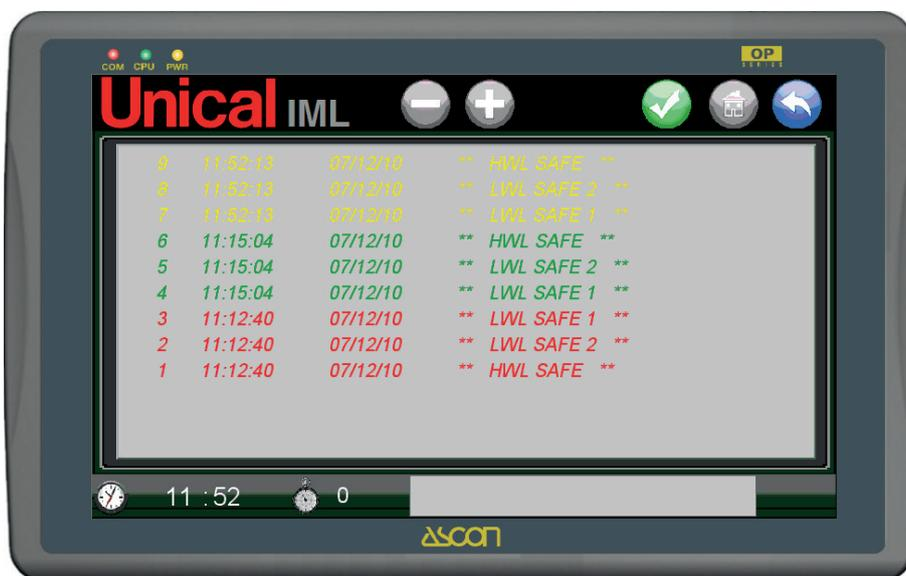 COM CPU PWR
OP
SERIES
Unical IML
9 11:52:13 07/12/10 ** HWL SAFE **
8 11:52:13 07/12/10 ** LWL SAFE 2 **
7 11:52:13 07/12/10 ** LWL SAFE 1 **
6 11:15:04 07/12/10 ** HWL SAFE **
5 11:15:04 07/12/10 ** LWL SAFE 2 **
4 11:15:04 07/12/10 ** LWL SAFE 1 **
3 11:12:40 07/12/10 ** LWL SAFE 1 **
2 11:12:40 07/12/10 ** LWL SAFE 2 **
1 11:12:40 07/12/10 ** HWL SAFE **
11 :52 0
ascon